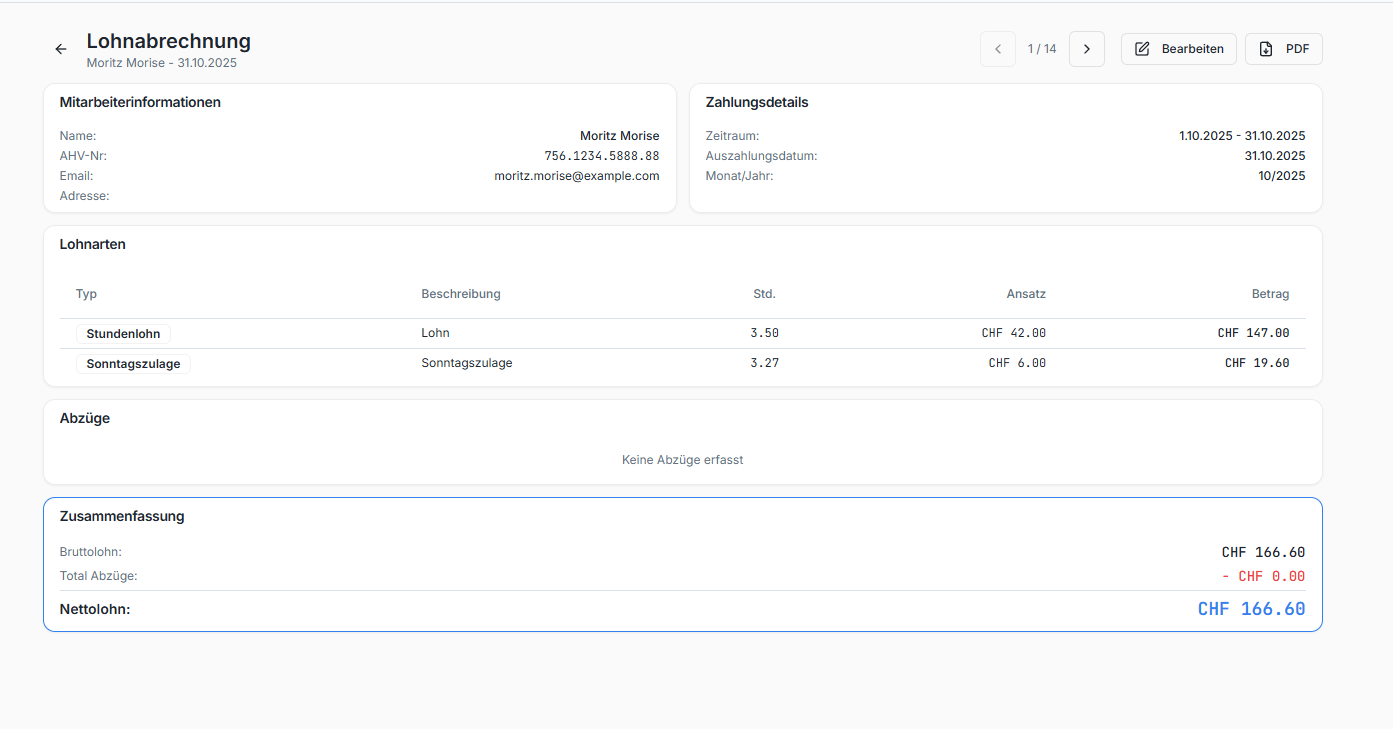 Lohnabrechnung
Moritz Morise - 31.10.2025
1 / 14
Bearbeiten
PDF
Mitarbeiterinformationen
Name: Moritz Morise
AHV-Nr: 756.1234.5888.88
Email: moritz.morise@example.com
Adresse:
Zahlungsdetails
Zeitraum: 1.10.2025 - 31.10.2025
Auszahlungsdatum: 31.10.2025
Monat/Jahr: 10/2025
Lohnarten
Typ Beschreibung Std. Ansatz Betrag
Stundenlohn Lohn 3.50 CHF 42.00 CHF 147.00
Sonntagszulage Sonntagszulage 3.27 CHF 6.00 CHF 19.60
Abzüge
Keine Abzüge erfasst
Zusammenfassung
Bruttolohn: CHF 166.60
Total Abzüge: - CHF 0.00
Nettolohn: CHF 166.60